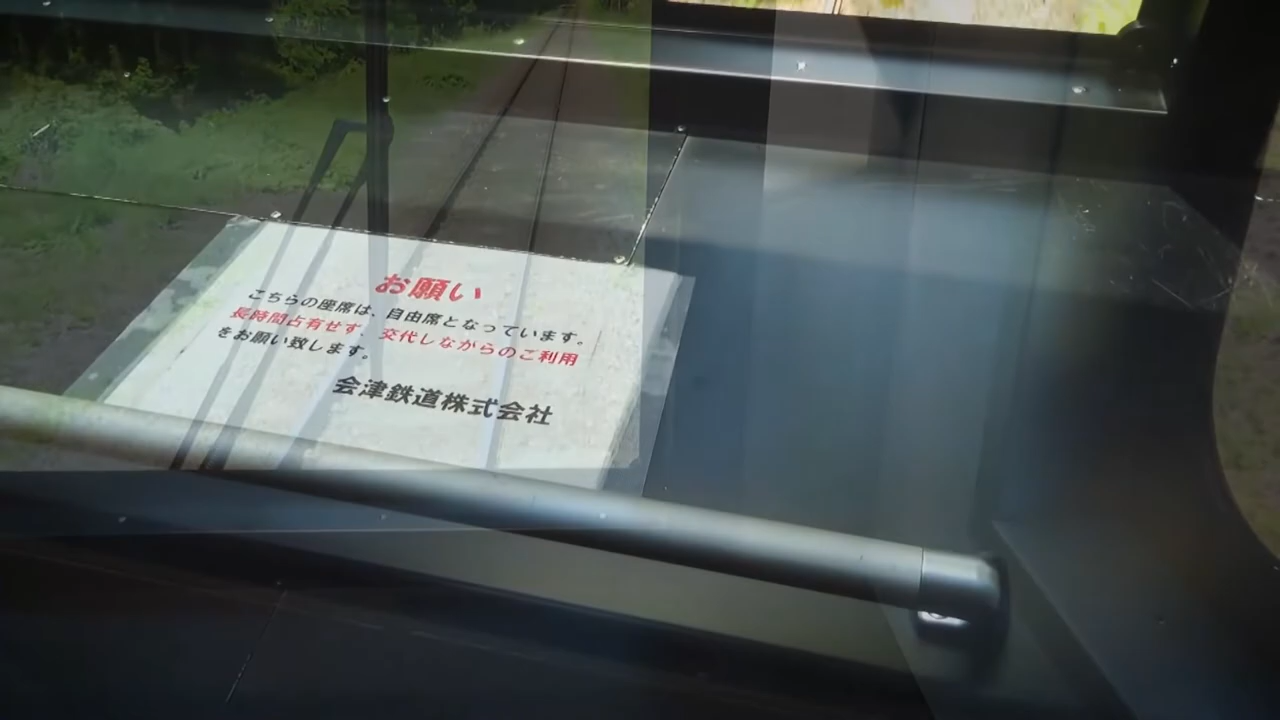 お願い
こちらの座席は、自由席となっています。
長時間占有せず、交代しながらのご利用
をお願い致します。
会津鉄道株式会社